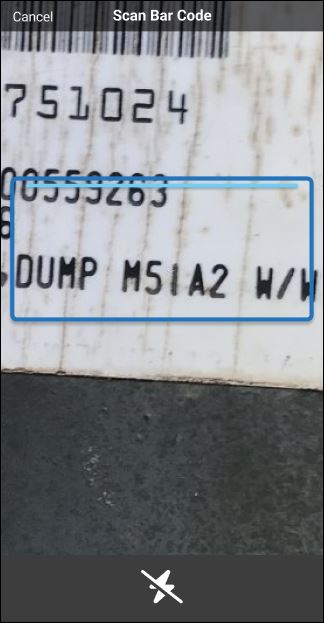 Cancel
Scan Bar Code
751024
00559263
DUMP M51A2 W/W